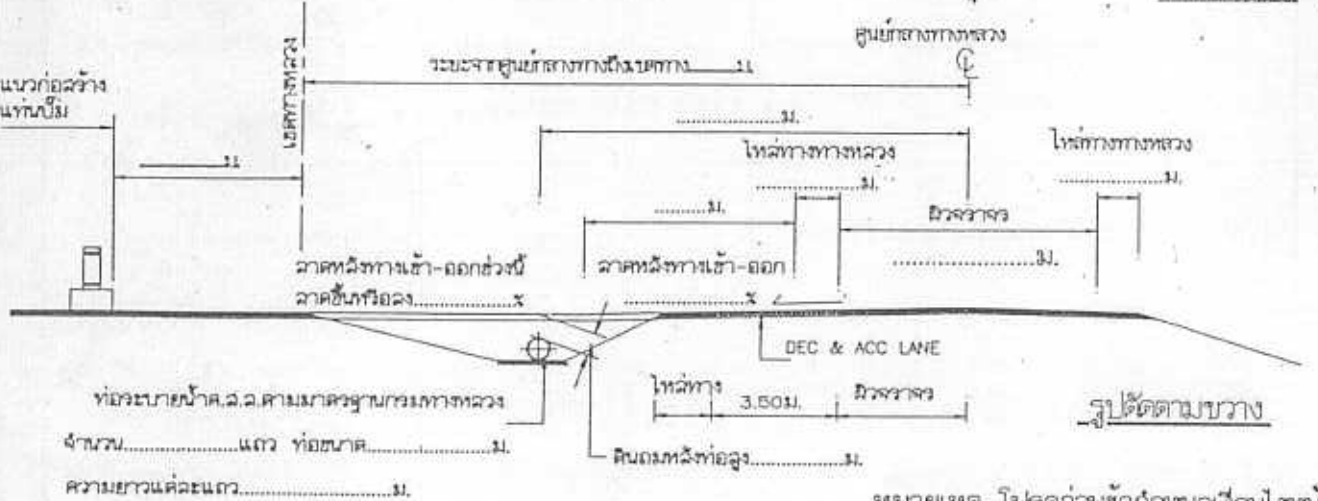 ศูนย์กลางทางหลวง
ระยะจากศูนย์กลางทางถึงเขตทาง..........ม.
แนวก่อสร้าง
แท่นปั๊ม
เขตทางหลวง
..............ม.
ไหล่ทางทางหลวง
..............ม.
ไหล่ทางทางหลวง
..............ม.
..............ม.
..............ม.
ผิวจราจร
..................ม.
ลาดหลังทางเข้า-ออกช่วงนี้
ลาดขึ้นหรือลง..............%
ลาดหลังทางเข้า-ออก
..............%
DEC & ACC LANE
ท่อระบายน้ำค.ส.ล.ตามมาตรฐานกรมทางหลวง
จำนวน..................แถว ท่อขนาด..................ม.
ความยาวแต่ละแถว..................ม.
ไหล่ทาง
3.50ม.
ผิวจราจร
ดินถมหลังท่อสูง.............ม.
รูปตัดตามขวาง